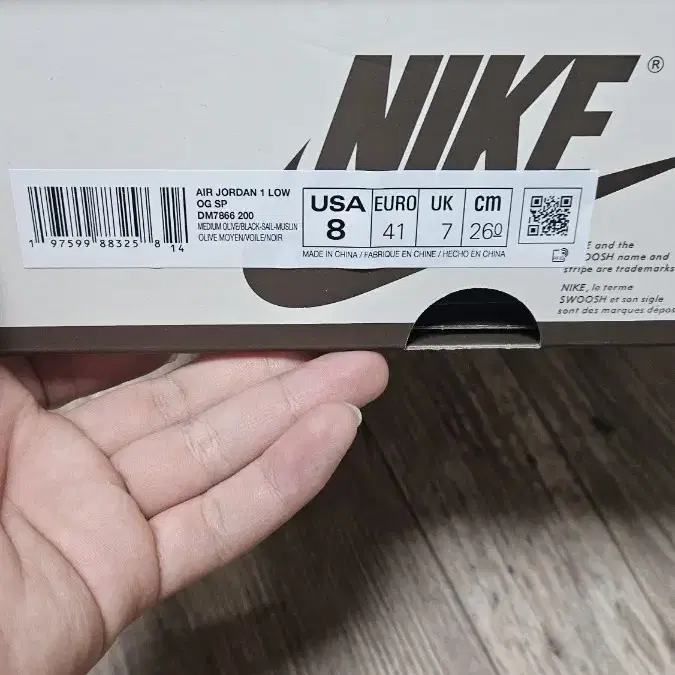 NIKE®
AIR JORDAN 1 LOW
OG SP
DM7866 200
MEDIUM OLIVE/BLACK-SAIL-MUSLIN
OLIVE MOYEN/VOILE/NOIR
1 97599 88325 8 14
USA EURO UK cm
8 41 7 260
MADE IN CHINA / FABRIQUE EN CHINE / HECHO EN CHINA
and the
OOSH name and
stripe are trademarks
NIKE, le terme
SWOOSH et son sigle
sont des marques dépos